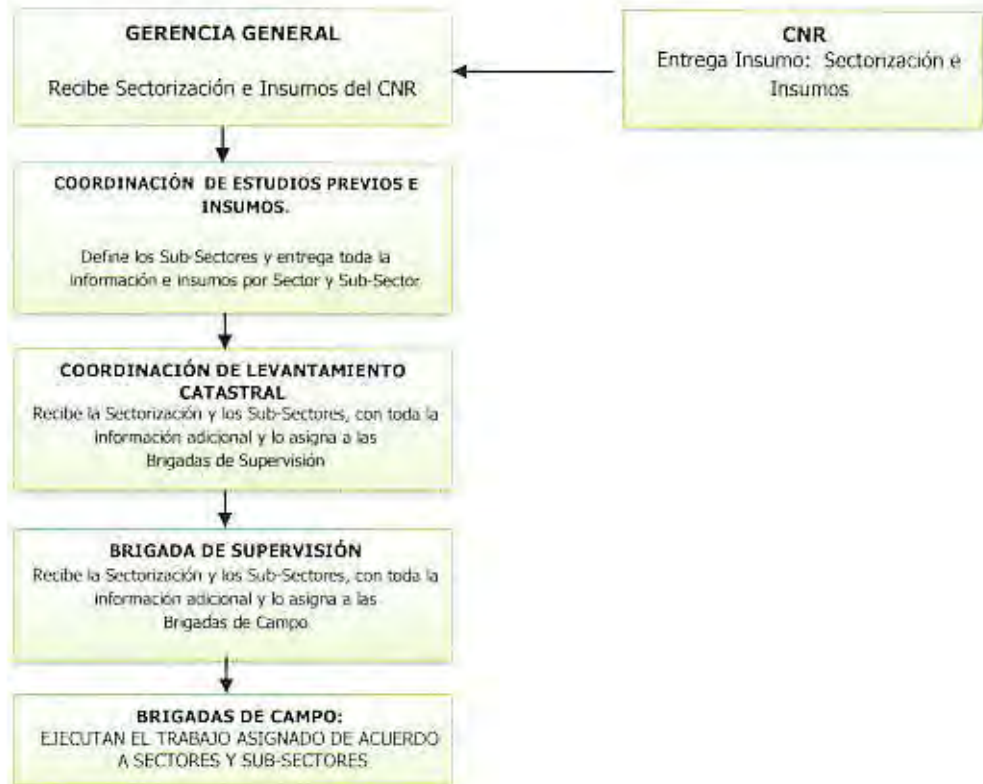 GERENCIA GENERAL
Recibe Sectorización e Insumos del CNR
CNR
Entrega Insumo: Sectorización e
Insumos
COORDINACIÓN DE ESTUDIOS PREVIOS E
INSUMOS.
Define los Sub-Sectores y entrega toda la
Información e insumos por Sector y Sub-Sector
COORDINACIÓN DE LEVANTAMIENTO
CATASTRAL
Recibe la Sectorización y los Sub-Sectores, con toda la
información adicional y lo asigna a las
Brigadas de Supervisión
BRIGADA DE SUPERVISIÓN
Recibe la Sectorización y los Sub-Sectores, con toda la
información adicional y lo asigna a las
Brigadas de Campo
BRIGADAS DE CAMPO:
EJECUTAN EL TRABAJO ASIGNADO DE ACUERDO
A SECTORES Y SUB-SECTORES